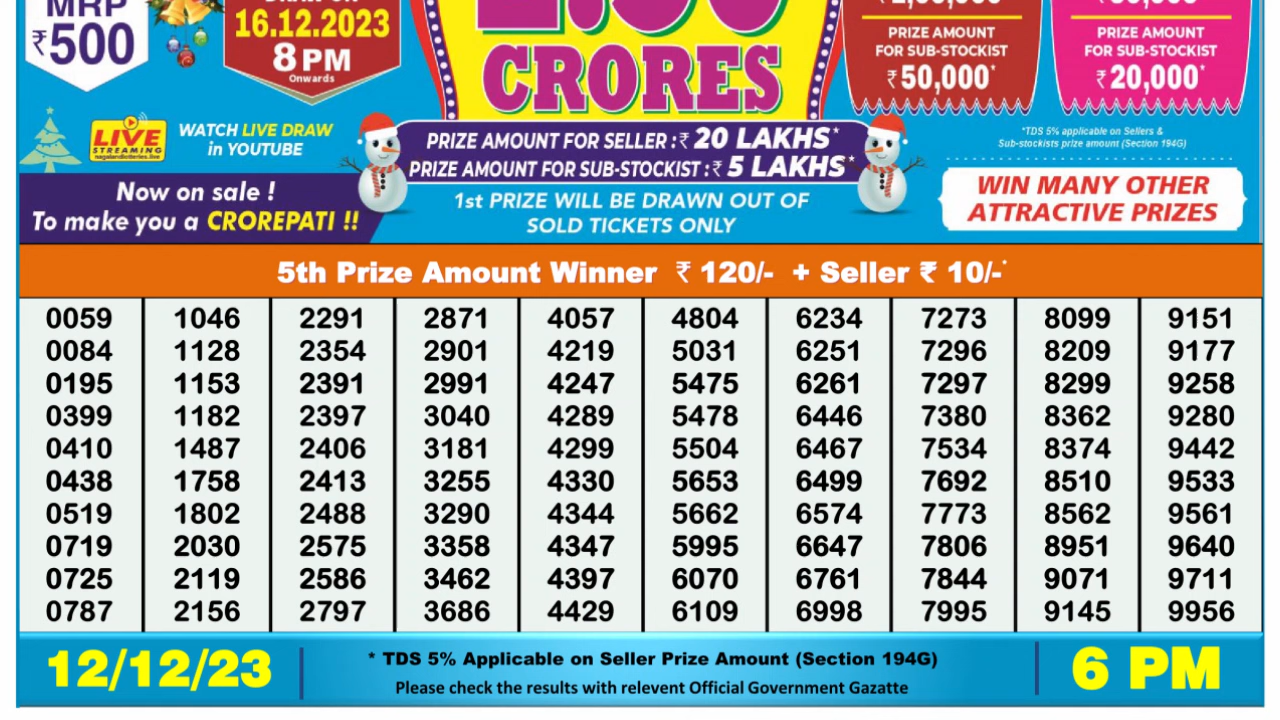 MRP
₹500
16.12.2023
8 PM
Onwards
CRORES
PRIZE AMOUNT
FOR SUB-STOCKIST
₹50,000*
PRIZE AMOUNT
FOR SUB-STOCKIST
₹20,000*
LIVE
STREAMING
nagalandlotteries.live
WATCH LIVE DRAW
in YOUTUBE
PRIZE AMOUNT FOR SELLER :₹ 20 LAKHS*
PRIZE AMOUNT FOR SUB-STOCKIST :₹ 5 LAKHS*
*TDS 5% applicable on Sellers &
Sub-stockists prize amount (Section 194G)
Now on sale !
To make you a CROREPATI !!
1st PRIZE WILL BE DRAWN OUT OF
SOLD TICKETS ONLY
WIN MANY OTHER
ATTRACTIVE PRIZES
5th Prize Amount Winner ₹ 120/- + Seller ₹ 10/-*
0059 1046 2291 2871 4057 4804 6234 7273 8099 9151
0084 1128 2354 2901 4219 5031 6251 7296 8209 9177
0195 1153 2391 2991 4247 5475 6261 7297 8299 9258
0399 1182 2397 3040 4289 5478 6446 7380 8362 9280
0410 1487 2406 3181 4299 5504 6467 7534 8374 9442
0438 1758 2413 3255 4330 5653 6499 7692 8510 9533
0519 1802 2488 3290 4344 5662 6574 7773 8562 9561
0719 2030 2575 3358 4347 5995 6647 7806 8951 9640
0725 2119 2586 3462 4397 6070 6761 7844 9071 9711
0787 2156 2797 3686 4429 6109 6998 7995 9145 9956
12/12/23
* TDS 5% Applicable on Seller Prize Amount (Section 194G)
Please check the results with relevent Official Government Gazatte
6 PM